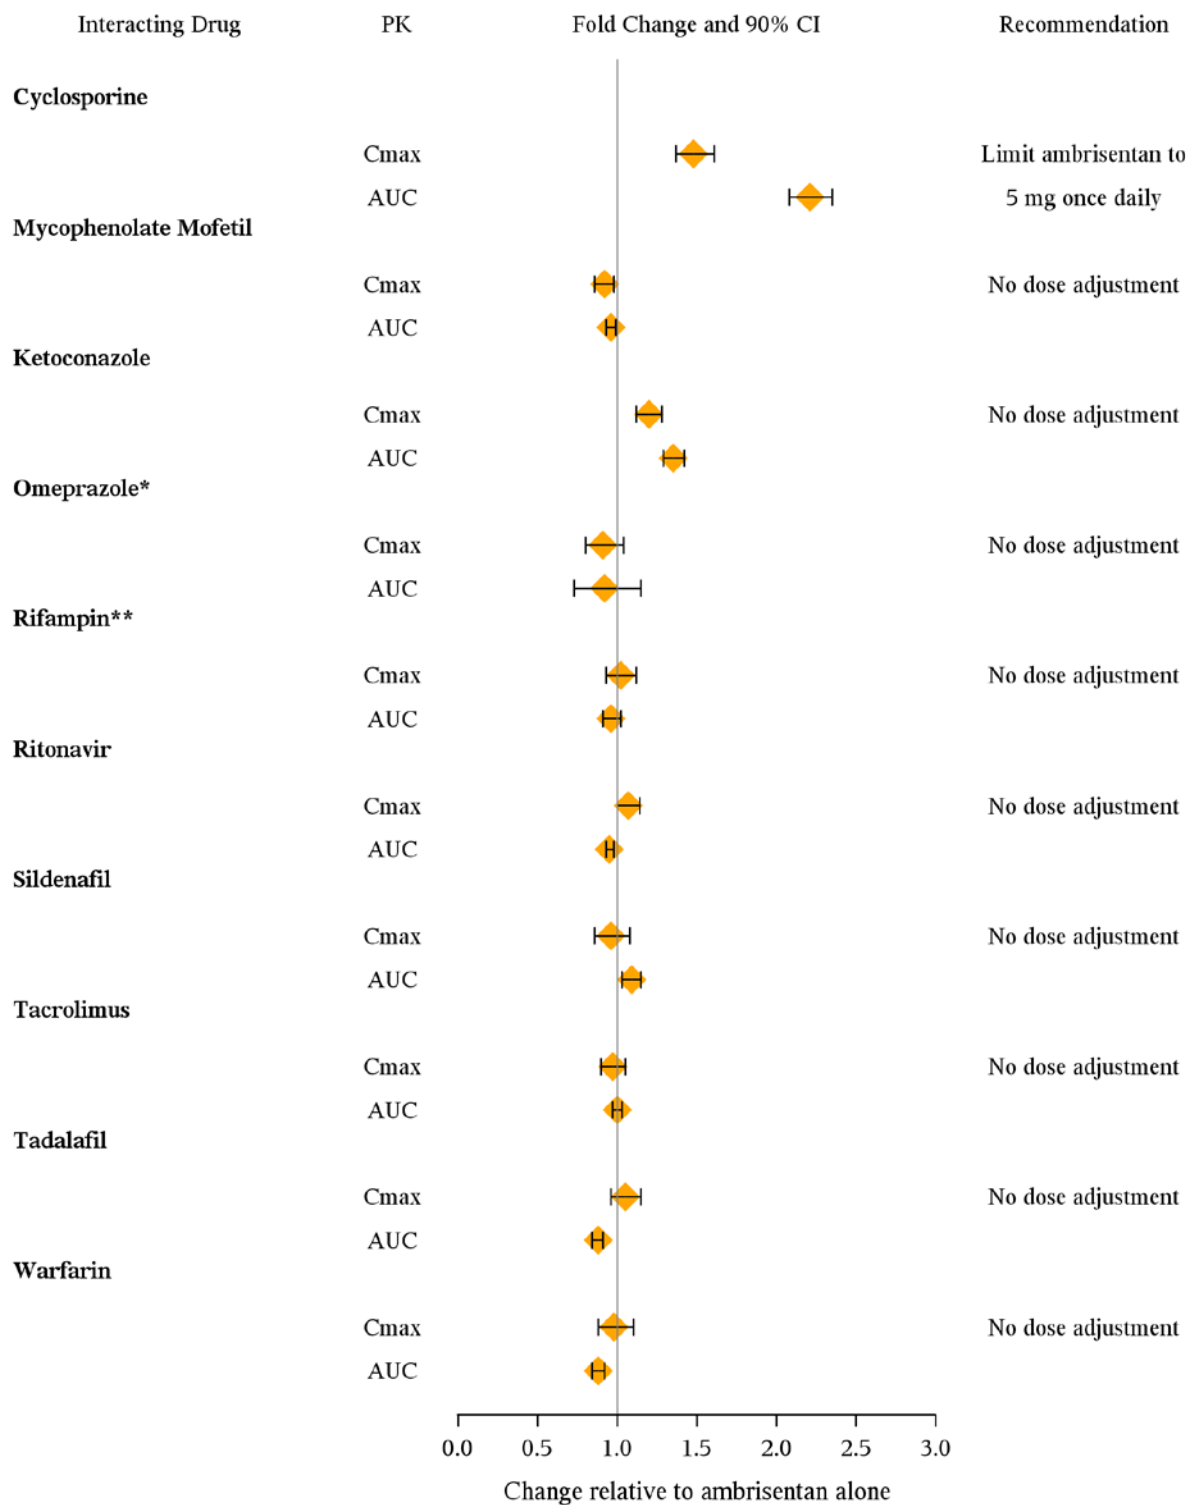 Interacting Drug PK Fold Change and 90% CI Recommendation
Cyclosporine
Cmax Limit ambrisentan to
AUC 5 mg once daily
Mycophenolate Mofetil
Cmax No dose adjustment
AUC
Ketoconazole
Cmax No dose adjustment
AUC
Omeprazole*
Cmax No dose adjustment
AUC
Rifampin**
Cmax No dose adjustment
AUC
Ritonavir
Cmax No dose adjustment
AUC
Sildenafil
Cmax No dose adjustment
AUC
Tacrolimus
Cmax No dose adjustment
AUC
Tadalafil
Cmax No dose adjustment
AUC
Warfarin
Cmax No dose adjustment
AUC
0.0 0.5 1.0 1.5 2.0 2.5 3.0
Change relative to ambrisentan alone